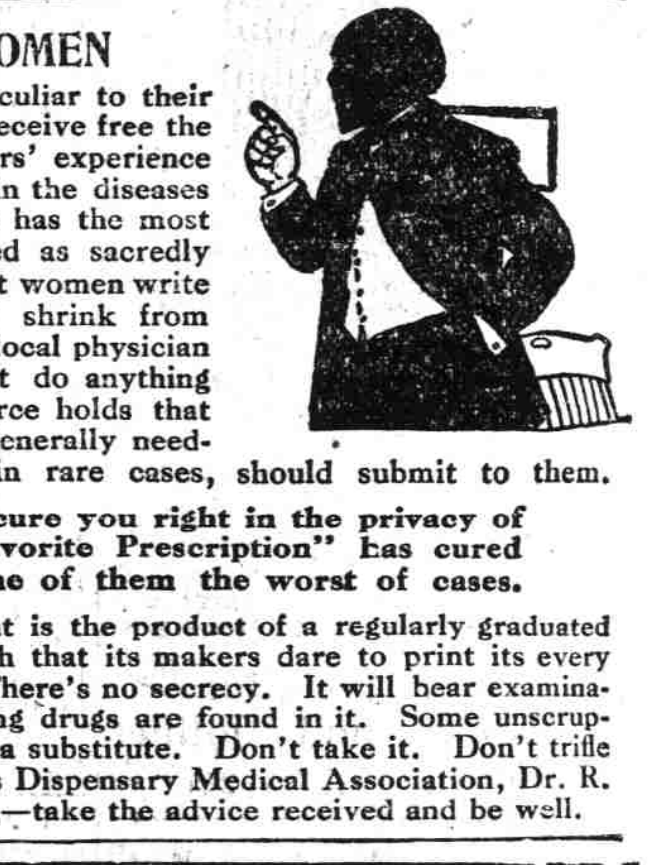 OMEN
culiar to their
eceive free the
rs' experience
in the diseases
has the most
ed as sacredly
t women write
shrink from
local physician
t do anything
rce holds that
enerally need-
in rare cases, should submit to them.
cure you right in the privacy of
vorite Prescription" has cured
ne of them the worst of cases.
t is the product of a regularly graduated
h that its makers dare to print its every
here's no secrecy. It will bear examina-
ng drugs are found in it. Some unscrup-
a substitute. Don't take it. Don't trifle
s Dispensary Medical Association, Dr. R.
—take the advice received and be well.